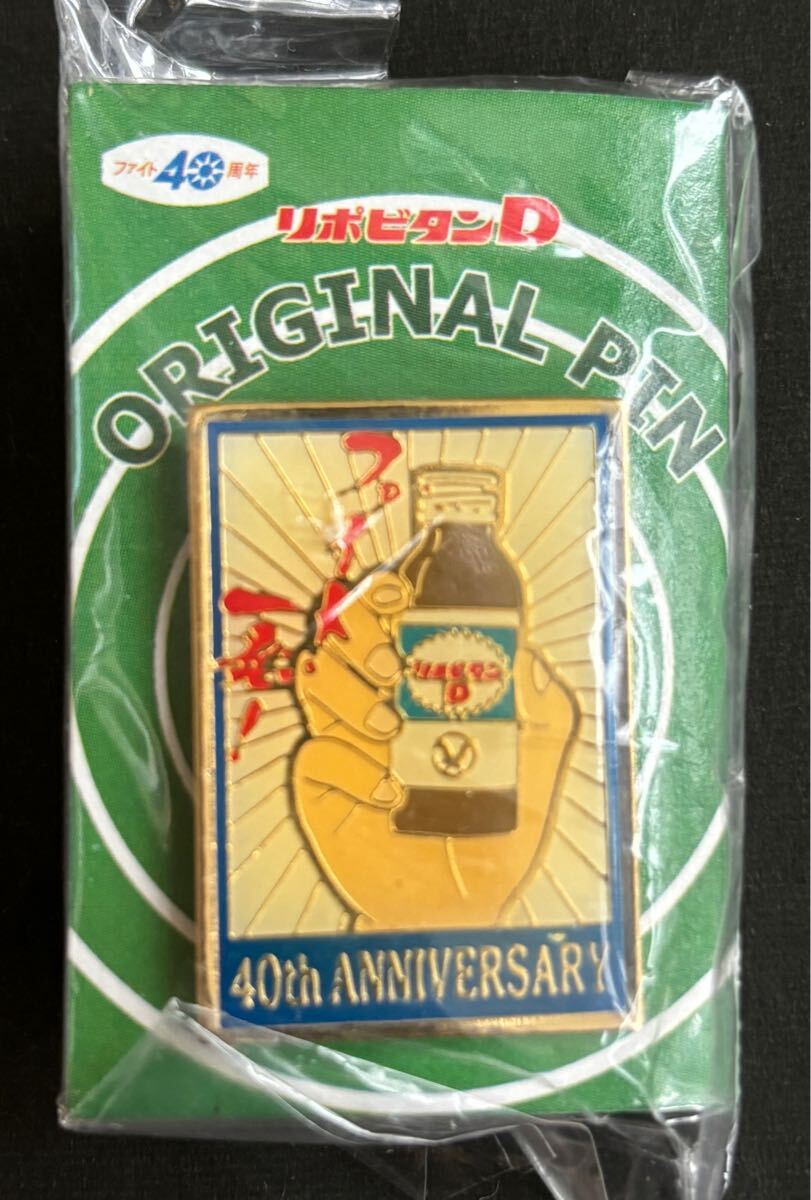 ファイト40周年
リポビタンD
ORIGINAL PIN
ファイト
一発!
リポビタン
D
40th ANNIVERSARY